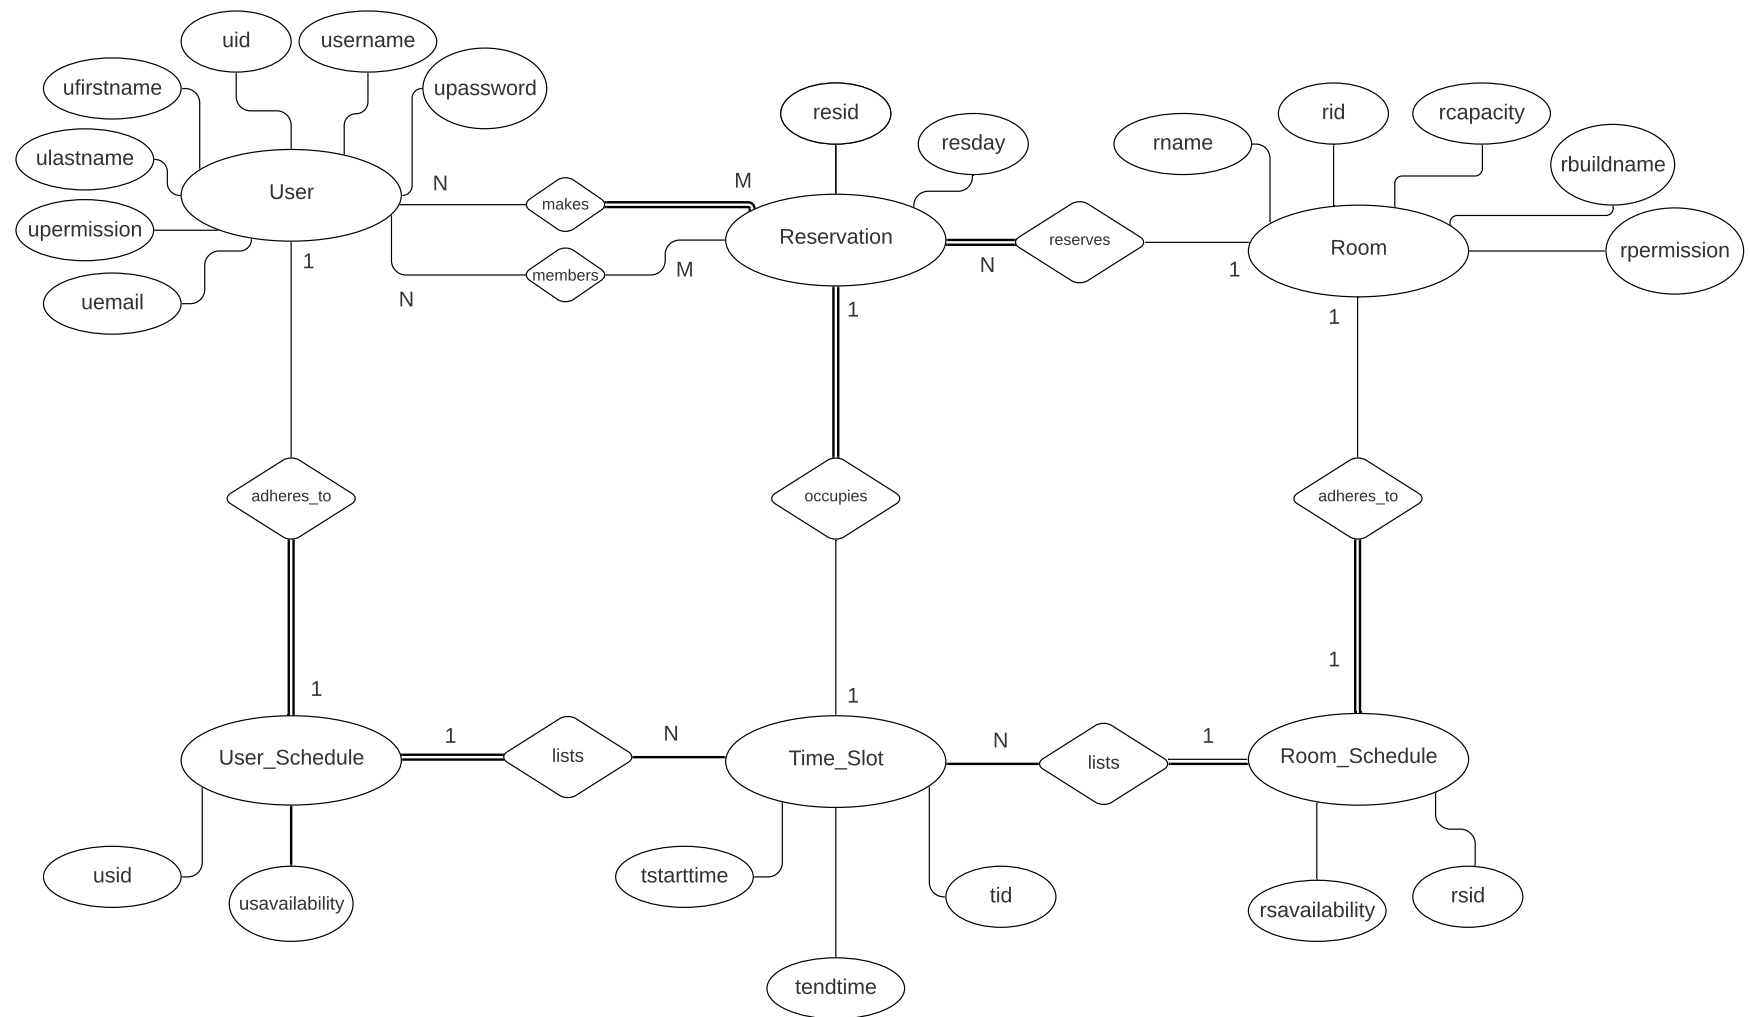 uid
username
ufirstname
upassword
ulastname
User
upermission
uemail
N
M
makes
members
N
M
1
resid
resday
Reservation
reserves
N
1
1
rname
rid
rcapacity
rbuildname
Room
rpermission
1
adheres_to
occupies
adheres_to
1
1
1
User_Schedule
1
lists
N
Time_Slot
N
lists
1
Room_Schedule
usid
usavailability
tstarttime
tid
tendtime
rsavailability
rsid